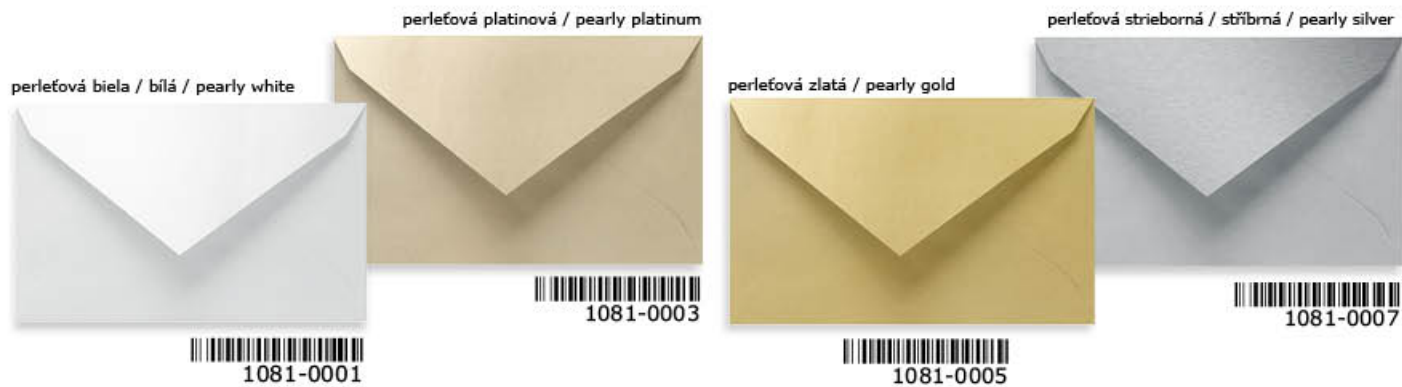 perleťová platinová / pearly platinum
perleťová strieborná / stříbrná / pearly silver
perleťová biela / bílá / pearly white
perleťová zlatá / pearly gold
1081-0003
1081-0007
1081-0001
1081-0005